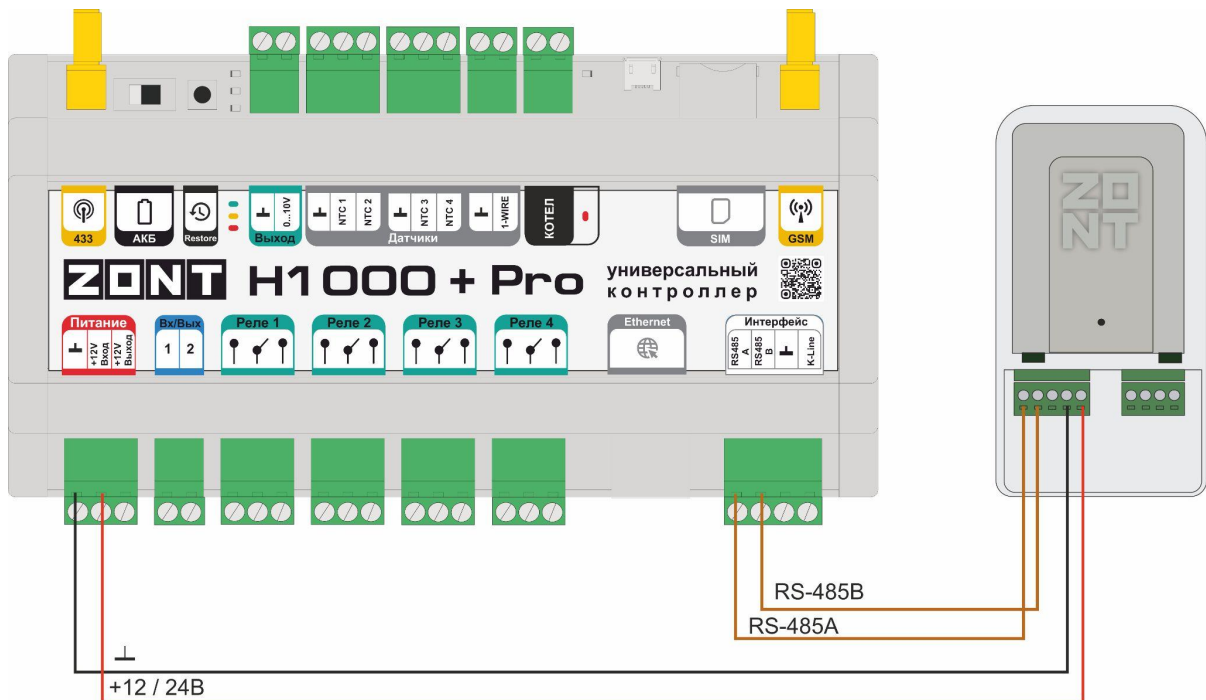 433
АКБ
Restore
⊥
0...10V
Выход
⊥
NTC 1
NTC 2
⊥
NTC 3
NTC 4
⊥
1-WIRE
Датчики
КОТЕЛ
SIM
GSM
ZONT H1000 + Pro
универсальный
контроллер
Питание
⊥
+12V
Вход
+12V
Выход
Вх/Вых
1 2
Реле 1
Реле 2
Реле 3
Реле 4
Ethernet
Интерфейс
RS485
A
RS485
B
⊥
K-Line
ZO
NT
RS-485B
RS-485A
⊥
+12 / 24В